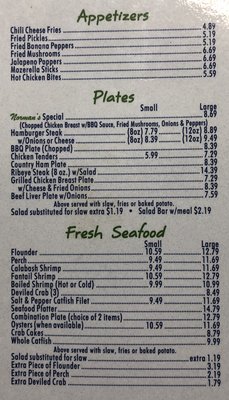 Appetizers
Chili Cheese Fries 4.89
Fried Pickles 5.19
Fried Banana Peppers 5.19
Fried Mushrooms 6.69
Jalapeno Poppers 6.69
Mozerella Sticks 6.69
Hot Chicken Bites 6.59
Plates
Small Large
Norman's Special 8.69
(Chopped Chicken Breast w/BBQ Sauce, Fried Mushrooms, Onions & Peppers)
Hamburger Steak (8oz) 7.79 (12oz) 8.89
w/Onions or Cheese (8oz) 8.39 (12oz) 9.49
BBQ Plate (Chopped) 8.39
Chicken Tenders 5.99 7.29
Country Ham Plate 8.39
Ribeye Steak (8 oz.) w/Salad 14.39
Grilled Chicken Breast Plate 7.29
w/Cheese & Fried Onions 8.39
Beef Liver Plate w/Onions 7.59
Above served with slaw, fries or baked potato.
Salad substituted for slaw extra $1.19 • Salad Bar w/meal $2.19
Fresh Seafood
Small Large
Flounder 10.59 12.79
Perch 9.49 11.69
Calabash Shrimp 9.49 11.69
Fantail Shrimp 10.59 12.79
Boiled Shrimp (Hot or Cold) 9.99 10.99
Deviled Crab (3) 8.49
Salt & Pepper Catfish Filet 9.49 11.69
Seafood Platter 14.79
Combination Plate (choice of 2 items) 12.79
Oysters (when available) 10.59 11.69
Crab Cakes 8.79
Whole Catfish 9.99
Above served with slaw, fries, or baked potato.
Salad substituted for slaw extra 1.19
Extra Piece of Flounder 3.19
Extra Piece of Perch 2.19
Extra Deviled Crab 1.79